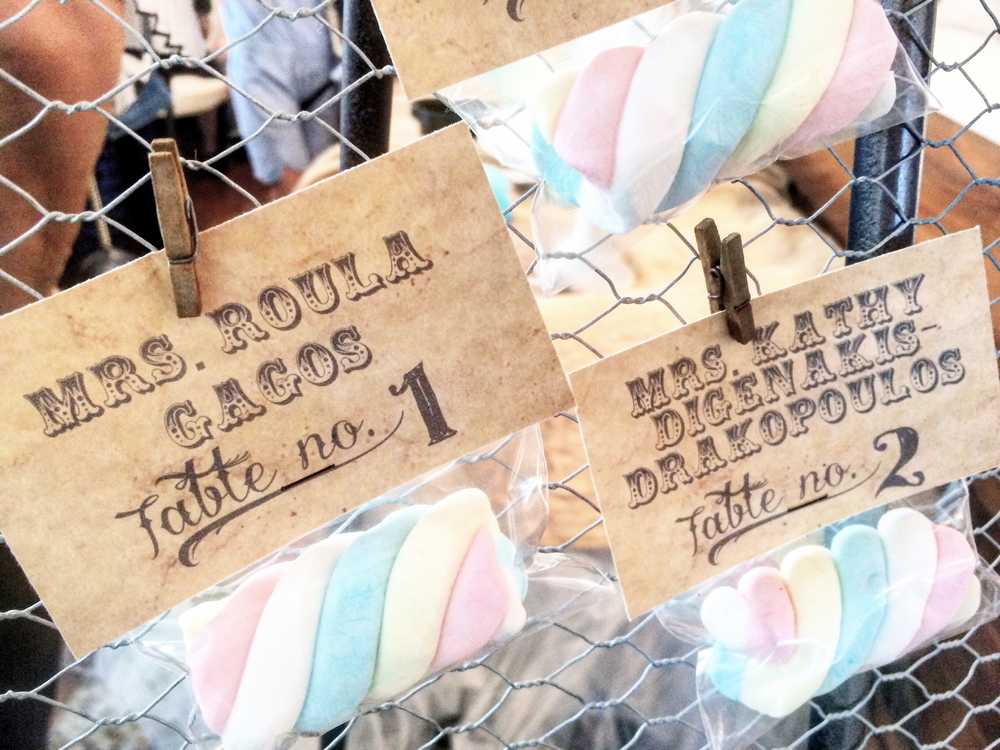 MRS. ROULA
GAGOS
Table no. 1
MRS. KATHY
DIGENAKIS-
DRAKOPOULOS
Table no. 2